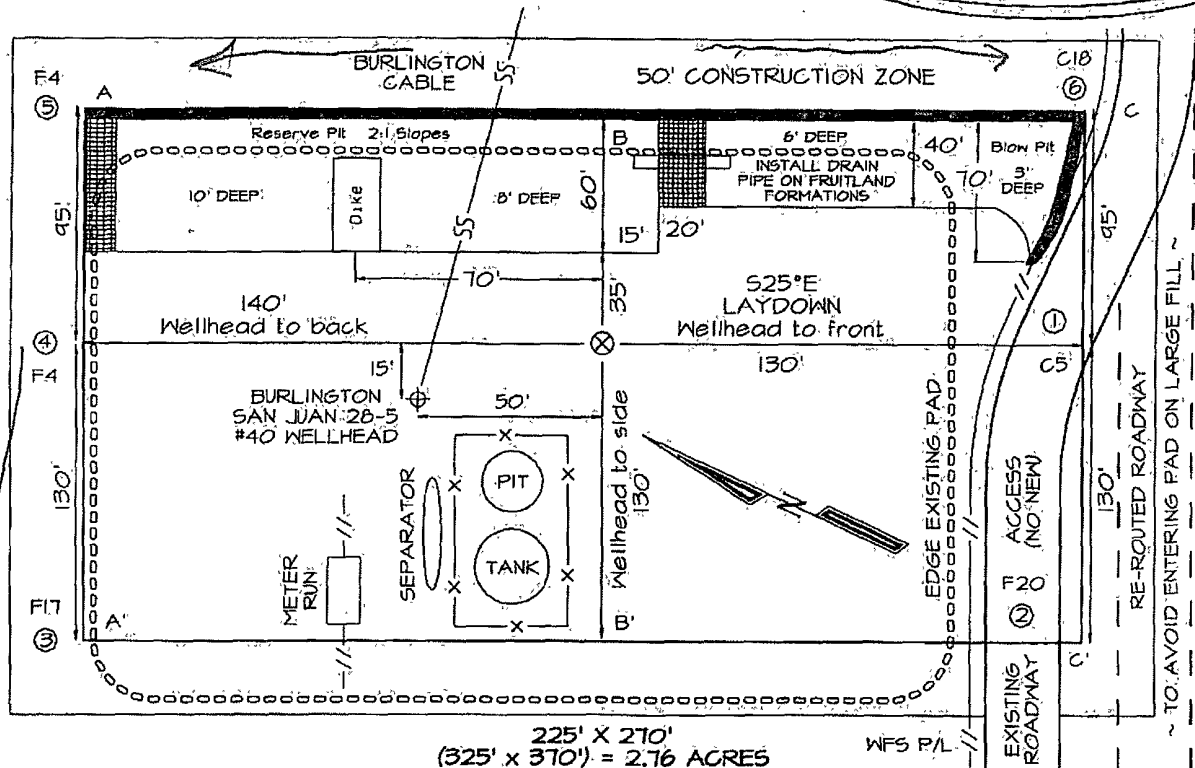 BURLINGTON
CABLE
50' CONSTRUCTION ZONE
SS
F4
5
A
C18
6
C
Reserve Pit 2:1 Slopes
B
6' DEEP
40'
Blow Pit
3'
DEEP
INSTALL DRAIN
PIPE ON FRUITLAND
FORMATIONS
70'
10' DEEP
Dike
8' DEEP
60'
95'
95'
SS
15'
20'
70'
35'
S25°E
LAYDOWN
140'
Wellhead to back
Wellhead to front
130'
1
C5
4
F4
15'
50'
BURLINGTON
SAN JUAN 28-5
#40 WELLHEAD
Wellhead to side
130'
130'
130'
SEPARATOR
PIT
TANK
METER
RUN
N
EDGE EXISTING PAD
ACCESS
(NO NEW)
F20
2
RE-ROUTED ROADWAY
~ TO AVOID ENTERING PAD ON LARGE FILL ~
F17
3
A'
B'
C'
EXISTING
ROADWAY
WFS P/L
225' X 270'
(325' x 370') = 2.76 ACRES